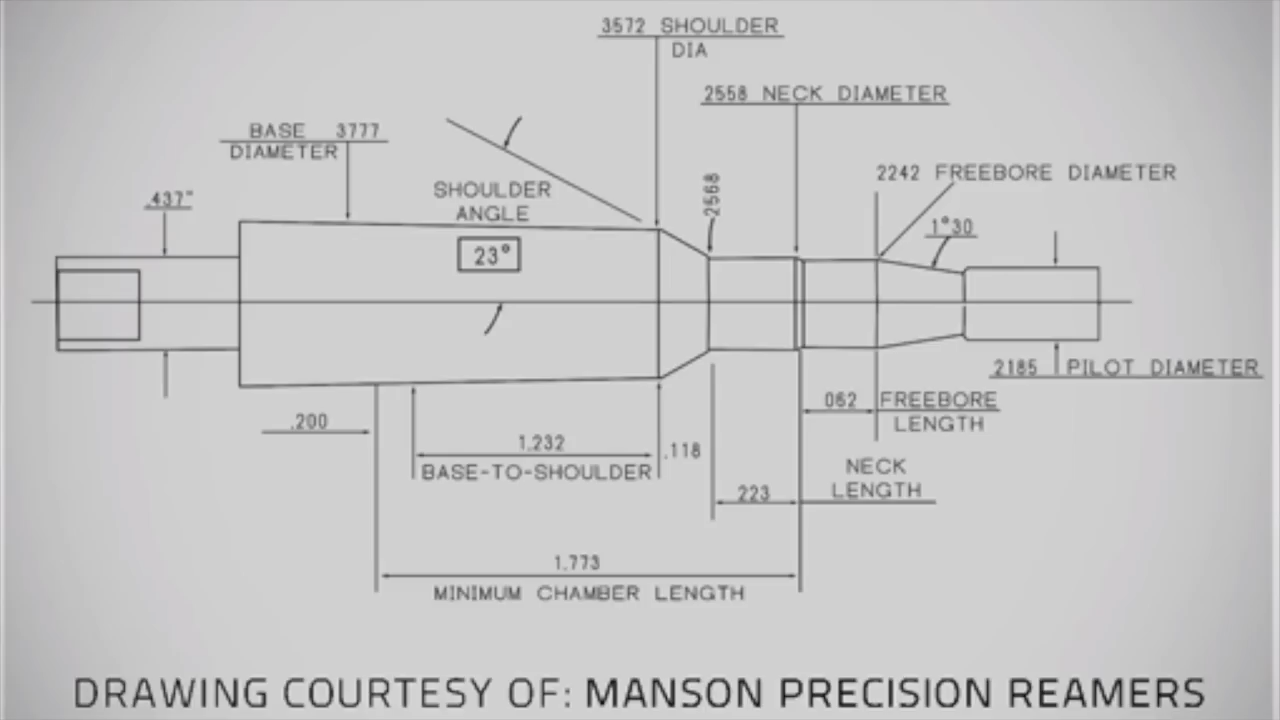 3572 SHOULDER
DIA
2558 NECK DIAMETER
BASE 3777
DIAMETER
2242 FREEBORE DIAMETER
.437"
SHOULDER
ANGLE
23°
2568
1°30
2185 PILOT DIAMETER
.200
1.232
BASE-TO-SHOULDER
.118
062 FREEBORE
LENGTH
NECK
223 LENGTH
1.773
MINIMUM CHAMBER LENGTH
DRAWING COURTESY OF: MANSON PRECISION REAMERS